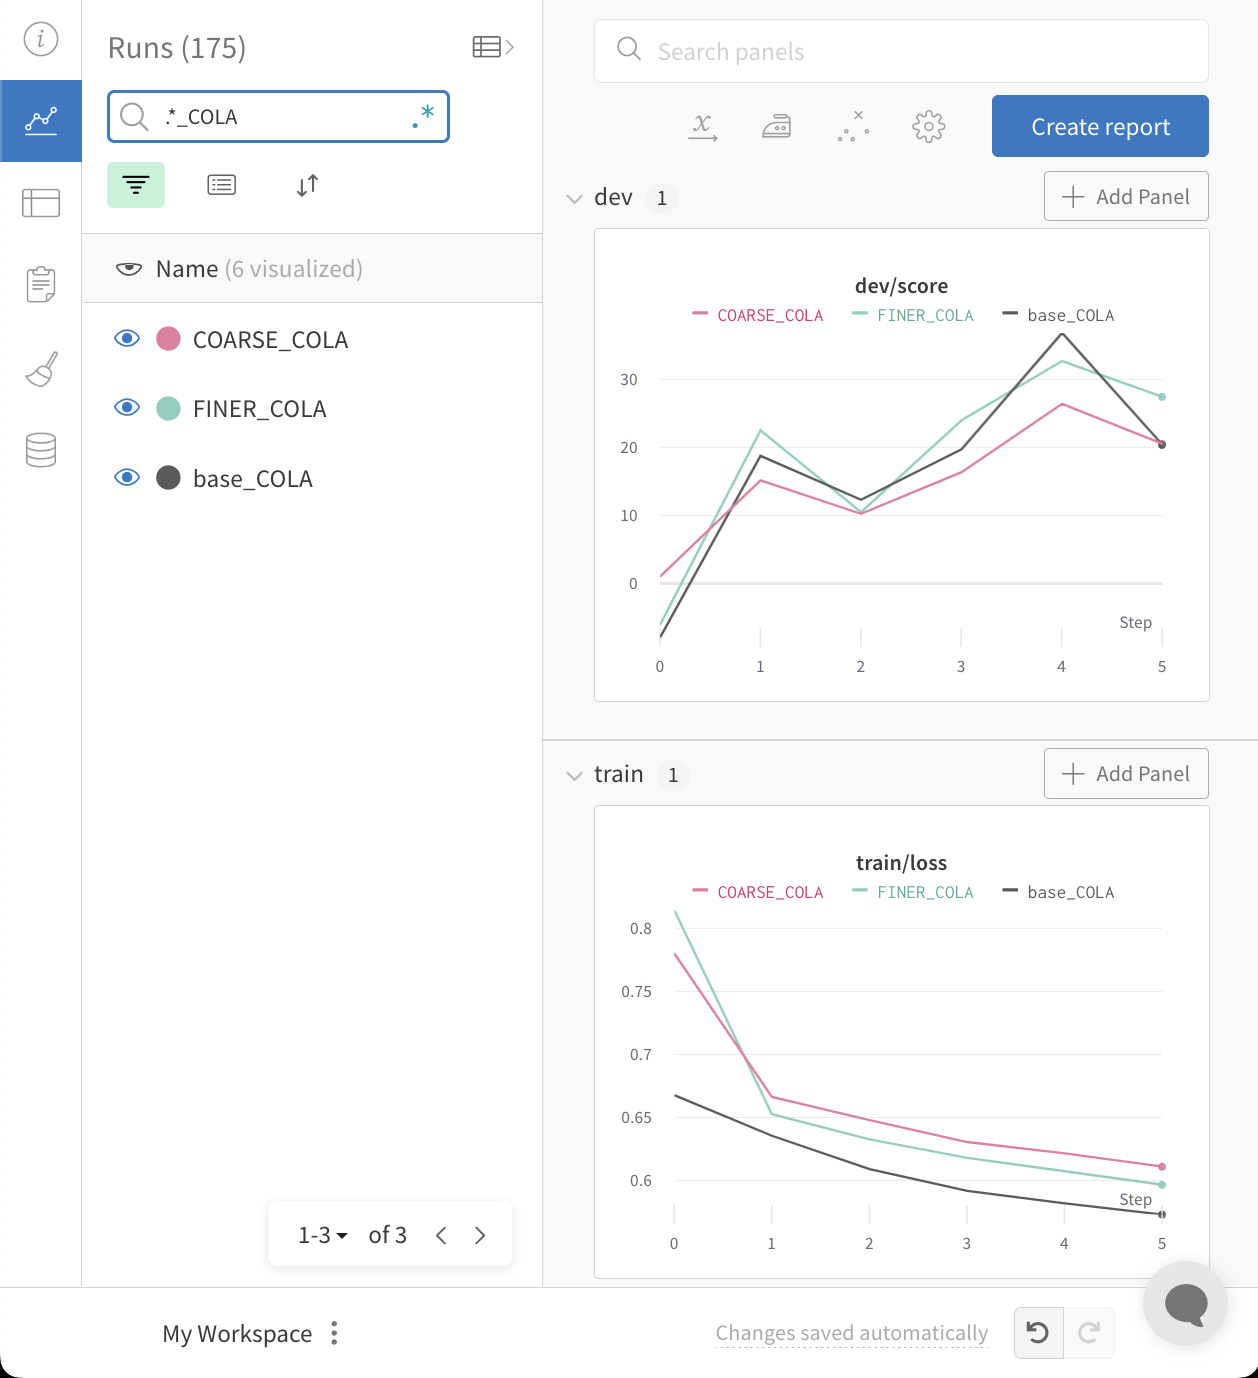 Runs (175)
.*_COLA
.*
Name (6 visualized)
COARSE_COLA
FINER_COLA
base_COLA
1-3 of 3
Search panels
Create report
dev 1
Add Panel
dev/score
COARSE_COLA FINER_COLA base_COLA
30
20
10
0
Step
0 1 2 3 4 5
train 1
Add Panel
train/loss
COARSE_COLA FINER_COLA base_COLA
0.8
0.75
0.7
0.65
0.6
Step
0 1 2 3 4 5
My Workspace
Changes saved automatically